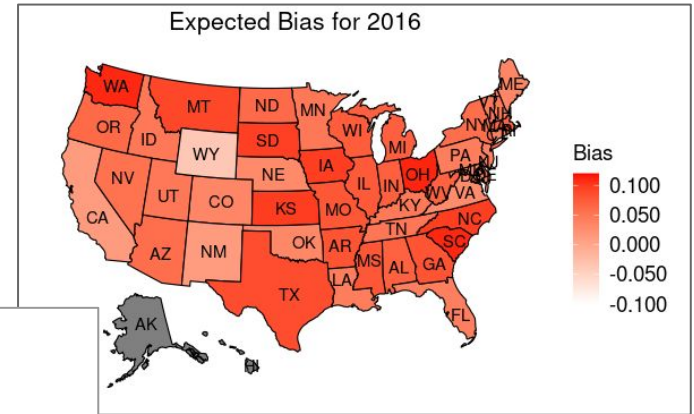 Expected Bias for 2016
WA
MT
ND
MN
ME
OR
ID
SD
WI
MI
NY
WY
IA
PA
NV
NE
IL
IN
OH
UT
CO
KS
MO
WV
VA
KY
CA
AZ
NM
OK
AR
TN
NC
SC
TX
LA
MS
AL
GA
FL
AK
HI
Bias
0.100
0.050
0.000
-0.050
-0.100